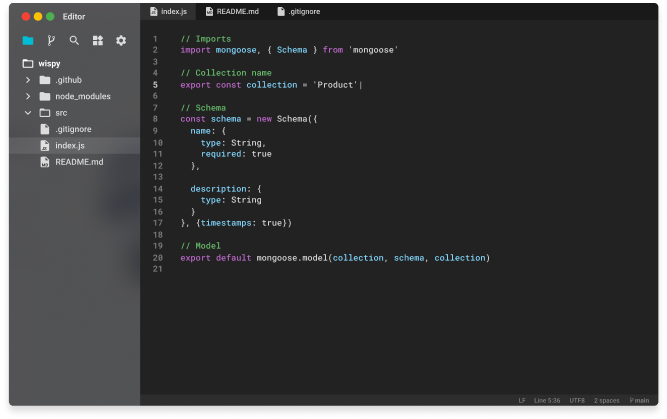 Editor
index.js README.md .gitignore
wispy
.github
node_modules
src
.gitignore
index.js
README.md
1 // Imports
2 import mongoose, { Schema } from ‘mongoose’
3
4 // Collection name
5 export const collection = ‘Product’|
6
7 // Schema
8 const schema = new Schema({
9 name: {
10 type: String,
11 required: true
12 },
13
14 description: {
15 type: String
16 }
17 }, {timestamps: true})
18
19 // Model
20 export default mongoose.model(collection, schema, collection)
21
LF Line 5:36 UTF8 2 spaces main